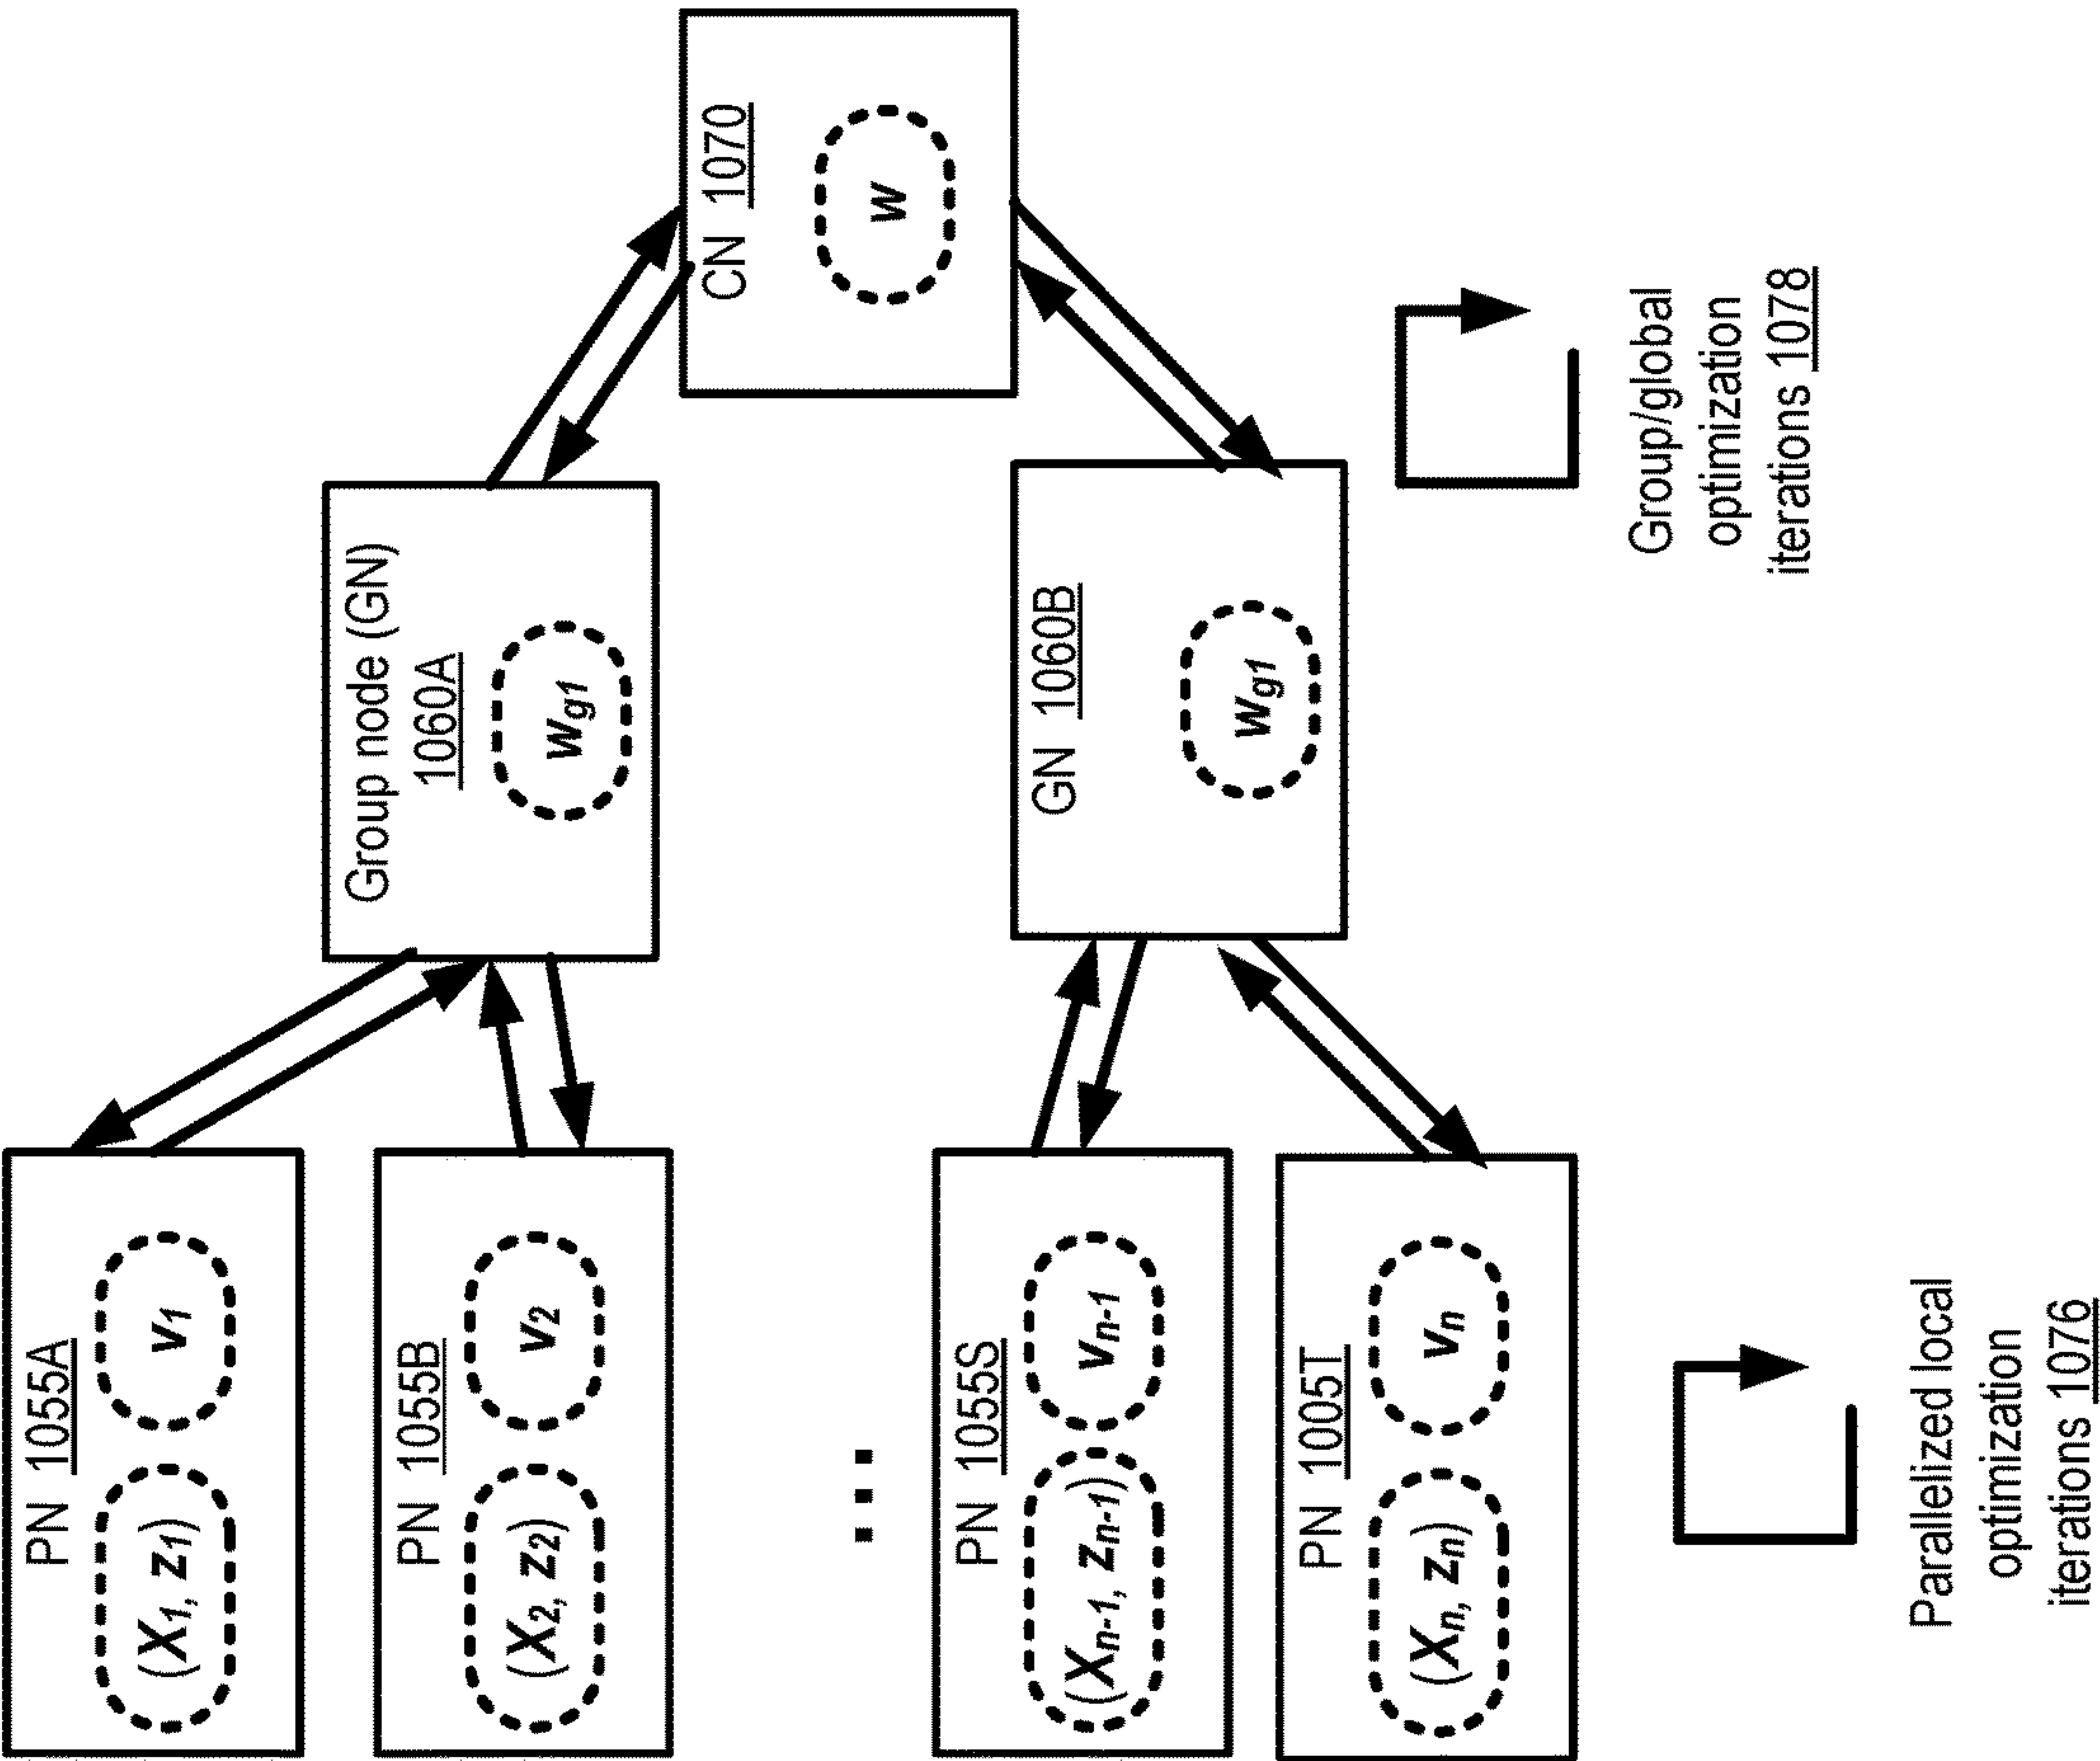 PN 1055A
(X1, z1)
v1
PN 1055B
(X2, z2)
v2
...
PN 1055S
(Xn-1, zn-1)
vn-1
PN 1005T
(Xn, zn)
vn
Parallelized local
optimization
iterations 1076
Group node (GN)
1060A
wg1
GN 1060B
wg1
CN 1070
w
Group/global
optimization
iterations 1078